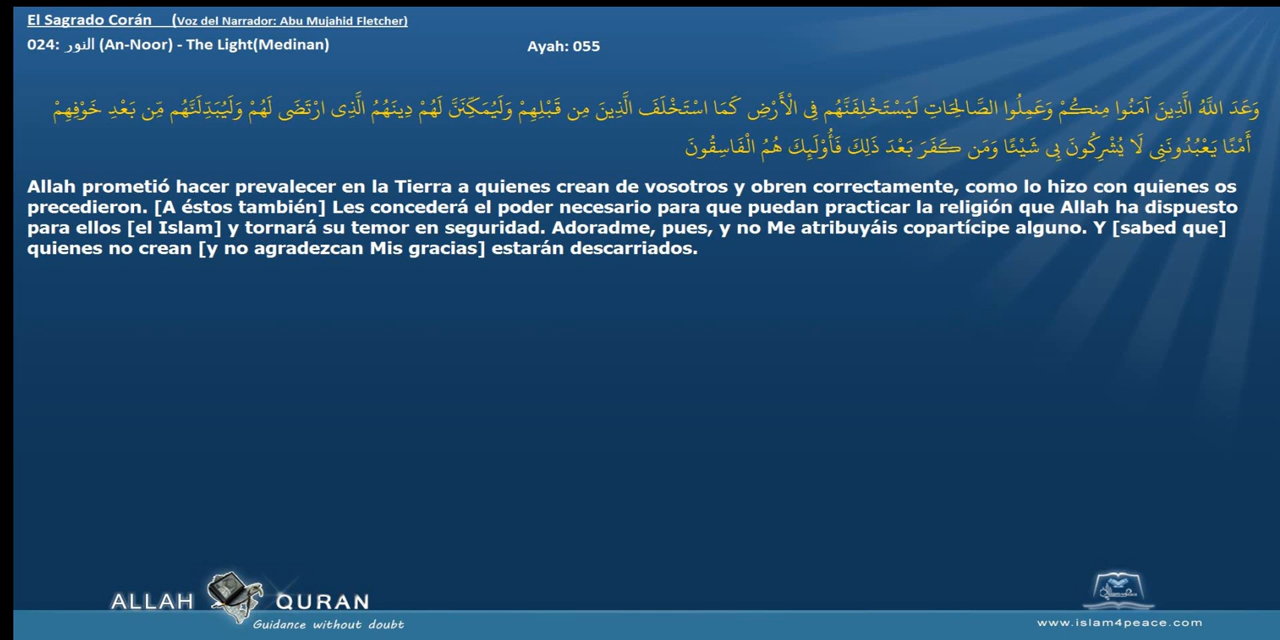 El Sagrado Corán (Voz del Narrador: Abu Mujahid Fletcher)
024: النور (An-Noor) - The Light(Medinan) Ayah: 055
وَعَدَ اللَّهُ الَّذِينَ آمَنُوا مِنكُمْ وَعَمِلُوا الصَّالِحَاتِ لَيَسْتَخْلِفَنَّهُم فِى الْأَرْضِ كَمَا اسْتَخْلَفَ الَّذِينَ مِن قَبْلِهِمْ وَلَيُمَكِّنَنَّ لَهُمْ دِينَهُمُ الَّذِى ارْتَضَى لَهُمْ وَلَيُبَدِّلَنَّهُم مِّن بَعْدِ خَوْفِهِمْ
أَمْنًا يَعْبُدُونَنِى لَا يُشْرِكُونَ بِى شَيْئًا وَمَن كَفَرَ بَعْدَ ذَلِكَ فَأُوْلَئِكَ هُمُ الْفَاسِقُونَ
Allah prometió hacer prevalecer en la Tierra a quienes crean de vosotros y obren correctamente, como lo hizo con quienes os
precedieron. [A éstos también] Les concederá el poder necesario para que puedan practicar la religión que Allah ha dispuesto
para ellos [el Islam] y tornará su temor en seguridad. Adoradme, pues, y no Me atribuyáis copartícipe alguno. Y [sabed que]
quienes no crean [y no agradezcan Mis gracias] estarán descarriados.
ALLAH QURAN
Guidance without doubt
www.islam4peace.com